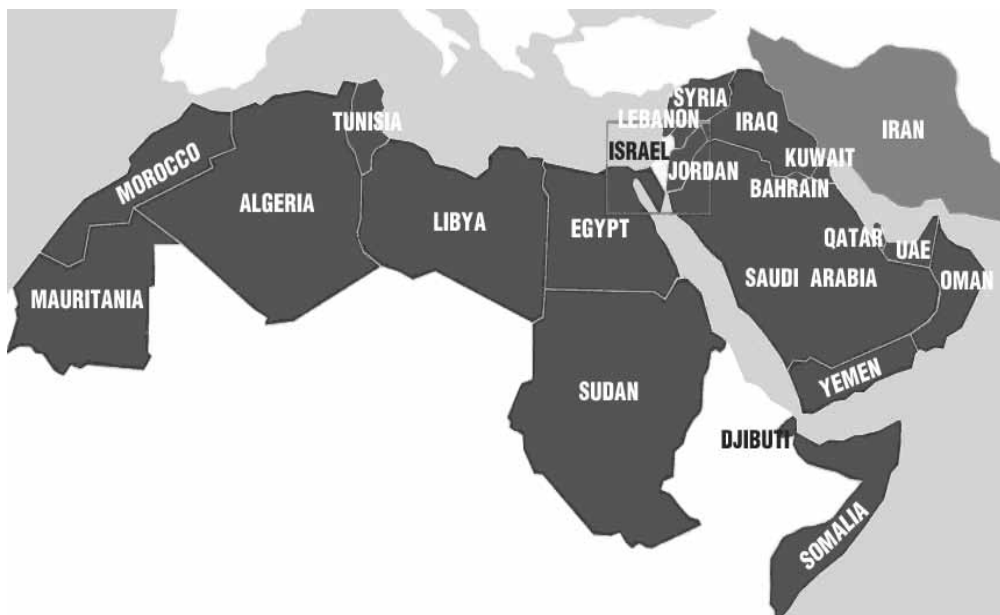 SYRIA
LEBANON
IRAQ
TUNISIA
IRAN
ISRAEL
KUWAIT
MOROCCO
JORDAN
BAHRAIN
ALGERIA
LIBYA
EGYPT
QATAR
UAE
MAURITANIA
SAUDI ARABIA
OMAN
YEMEN
SUDAN
DJIBUTI
SOMALIA